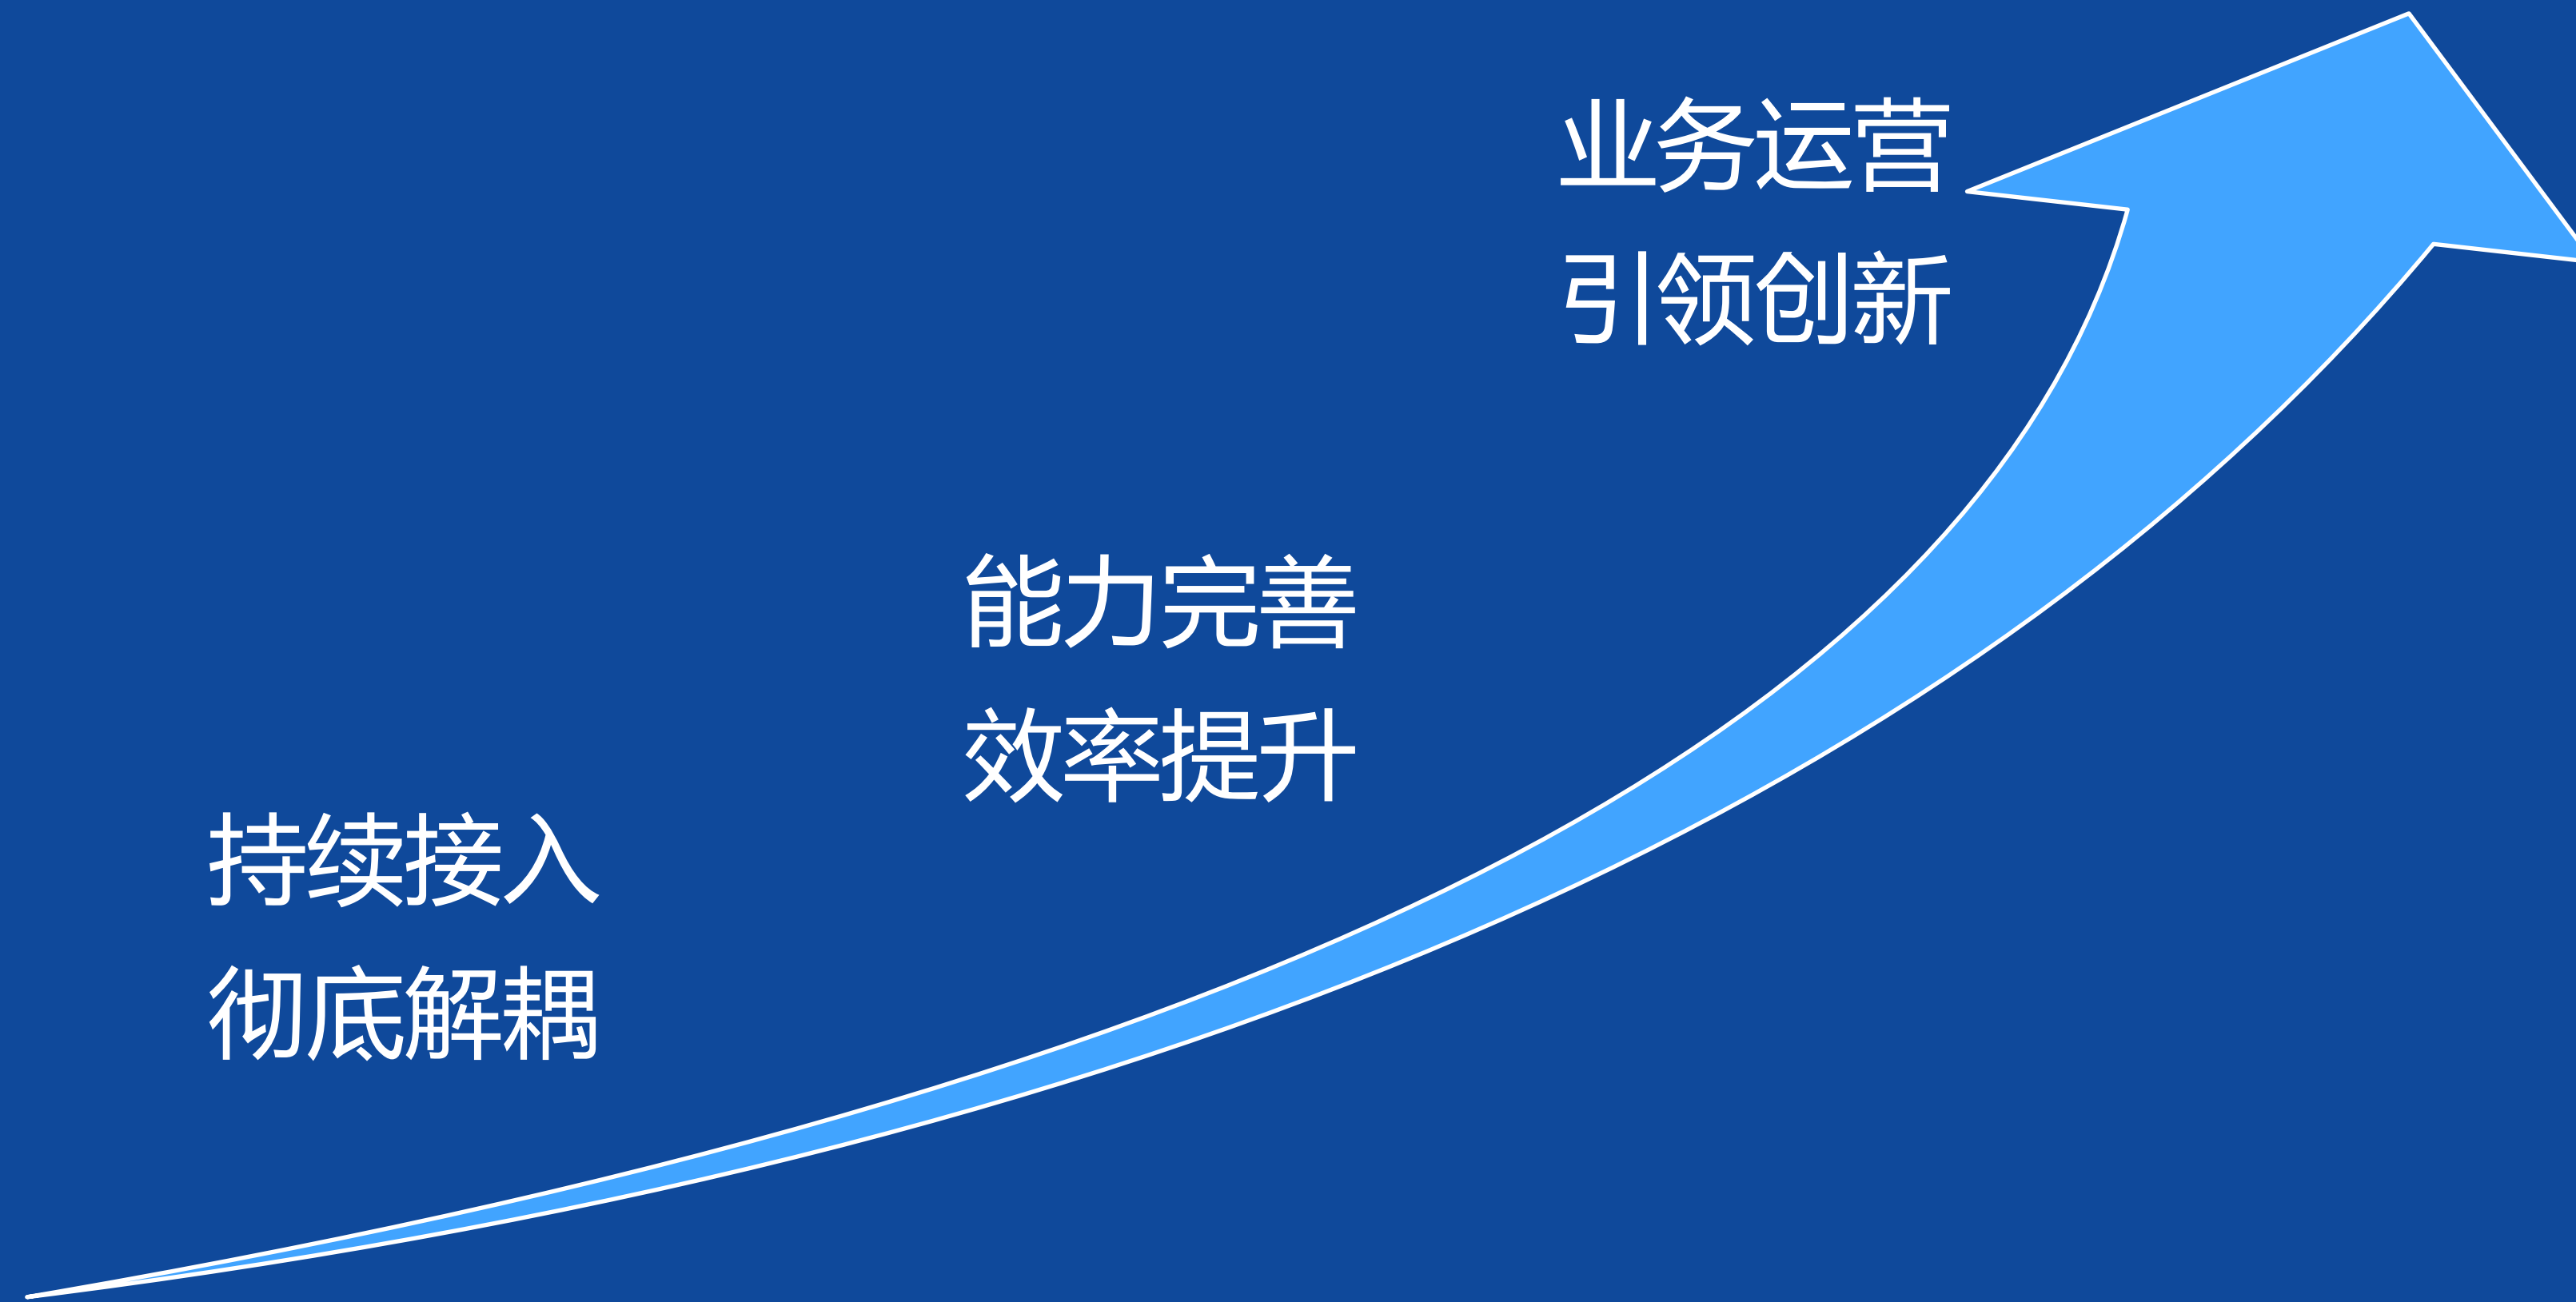 业务运营
引领创新
能力完善
效率提升
持续接入
彻底解耦